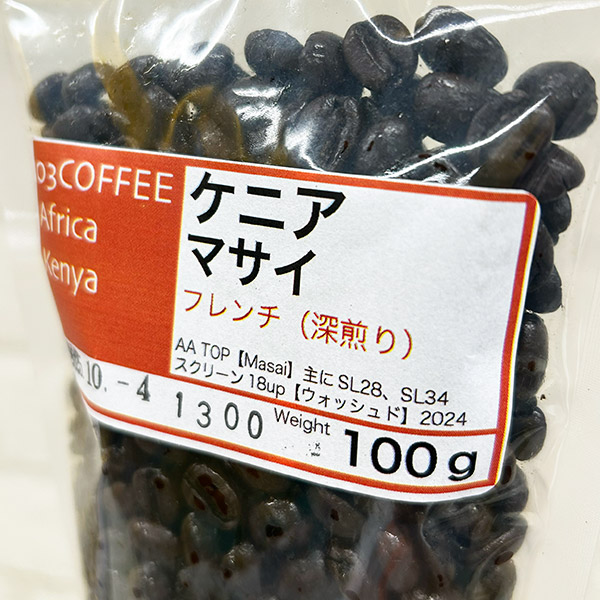 03COFFEE
Africa
Kenya
ケニア
マサイ
フレンチ（深煎り）
AA TOP【Masai】主にSL28、SL34
スクリーン18up【ウォッシュド】2024
10.-4
1300
Weight
100g